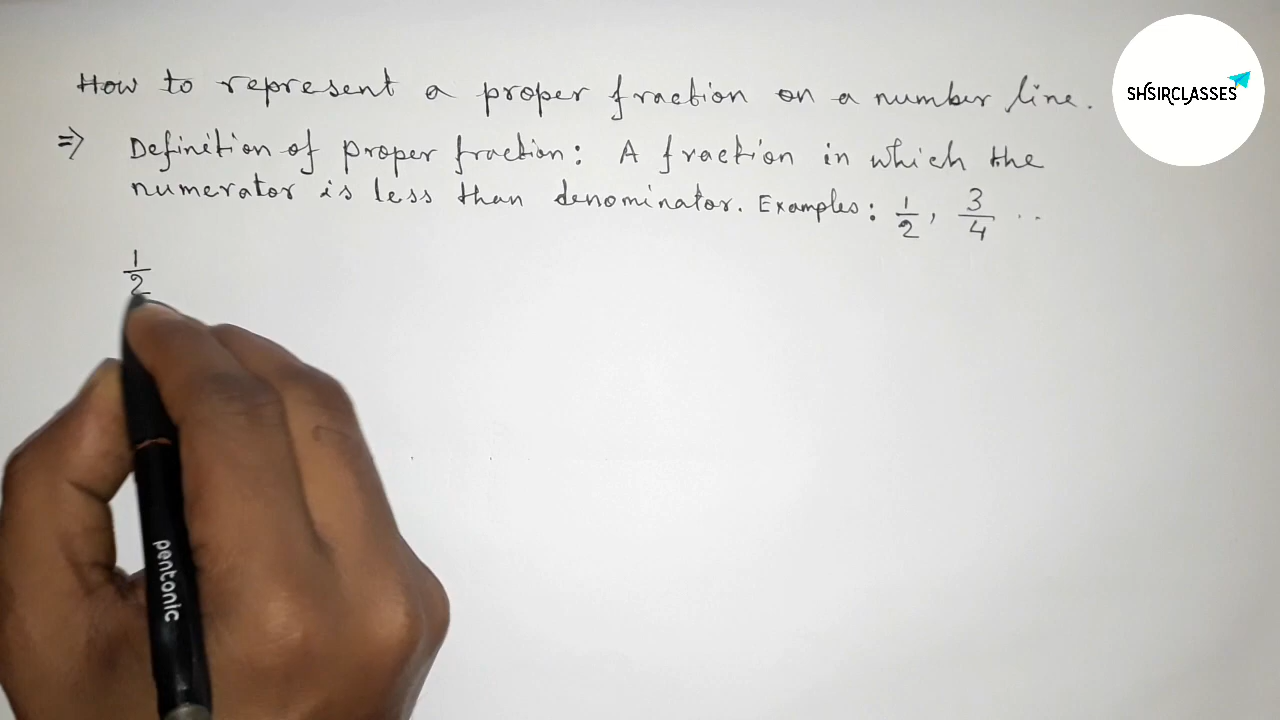 How to represent a proper fraction on a number line.
SHSIRCLASSES
⇒ Definition of proper fraction: A fraction in which the
numerator is less than denominator. Examples: 1/2, 3/4 ..
1/2
pentonic